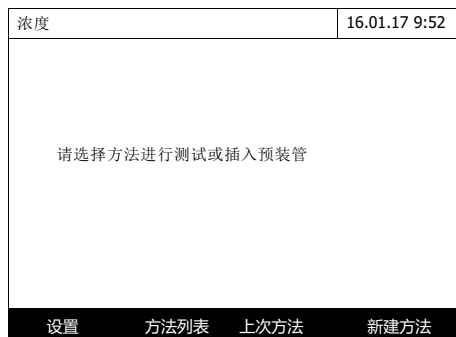 浓度 16.01.17 9:52
请选择方法进行测试或插入预装管
设置 方法列表 上次方法 新建方法